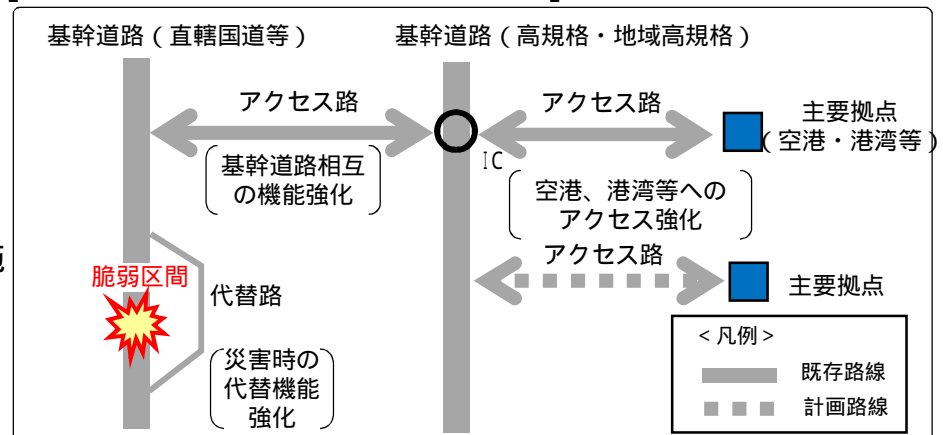 基幹道路（直轄国道等）
基幹道路（高規格・地域高規格）
アクセス路
アクセス路
主要拠点
（空港・港湾等）
IC
基幹道路相互
の機能強化
空港、港湾等への
アクセス強化
アクセス路
脆弱区間
代替路
主要拠点
災害時の
代替機能
強化
＜凡例＞
既存路線
計画路線